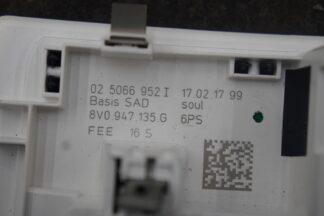 02 5066 952 I 17.02.17 99
Basis SAD soul
8V0.947.135.G 6PS
FEE 16 S